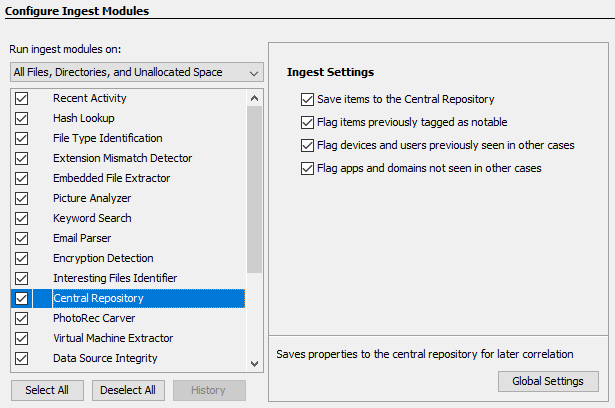 Configure Ingest Modules
Run ingest modules on:
All Files, Directories, and Unallocated Space
Recent Activity
Hash Lookup
File Type Identification
Extension Mismatch Detector
Embedded File Extractor
Picture Analyzer
Keyword Search
Email Parser
Encryption Detection
Interesting Files Identifier
Central Repository
PhotoRec Carver
Virtual Machine Extractor
Data Source Integrity
Select All
Deselect All
History
Ingest Settings
Save items to the Central Repository
Flag items previously tagged as notable
Flag devices and users previously seen in other cases
Flag apps and domains not seen in other cases
Saves properties to the central repository for later correlation
Global Settings